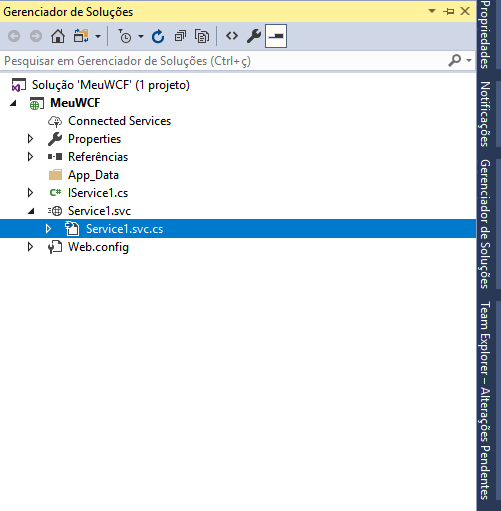 Gerenciador de Soluções
Pesquisar em Gerenciador de Soluções (Ctrl+ç)
Solução 'MeuWCF' (1 projeto)
MeuWCF
Connected Services
Properties
Referências
App_Data
C# IService1.cs
Service1.svc
Service1.svc.cs
Web.config
Propriedades
Notificações
Gerenciador de Soluções
Team Explorer – Alterações Pendentes